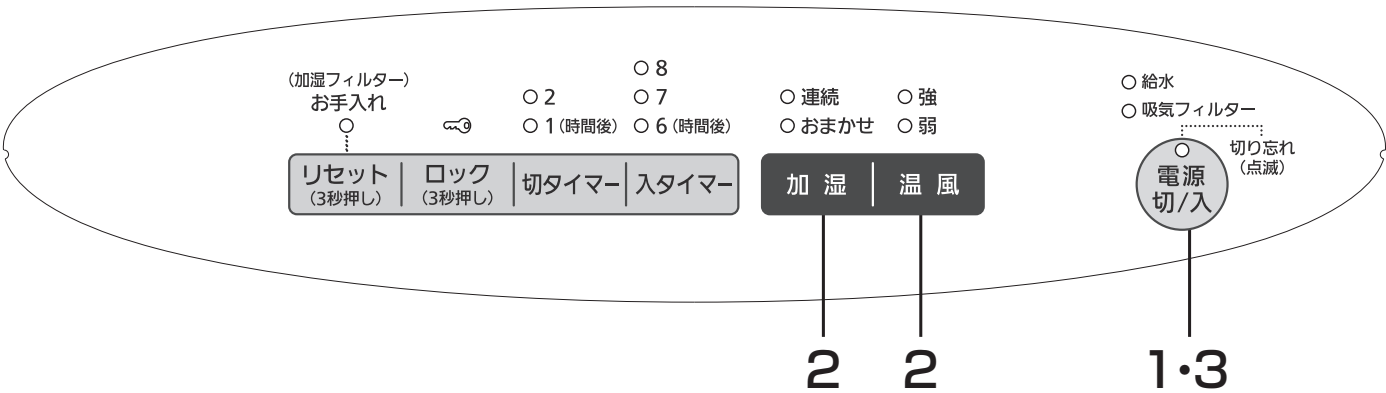 （加湿フィルター）
お手入れ
リセット
（3秒押し）
ロック
（3秒押し）
2
1（時間後）
切タイマー
8
7
6（時間後）
入タイマー
連続
おまかせ
加湿
強
弱
温風
給水
吸気フィルター
切り忘れ
（点滅）
電源
切/入
2
2
1・3